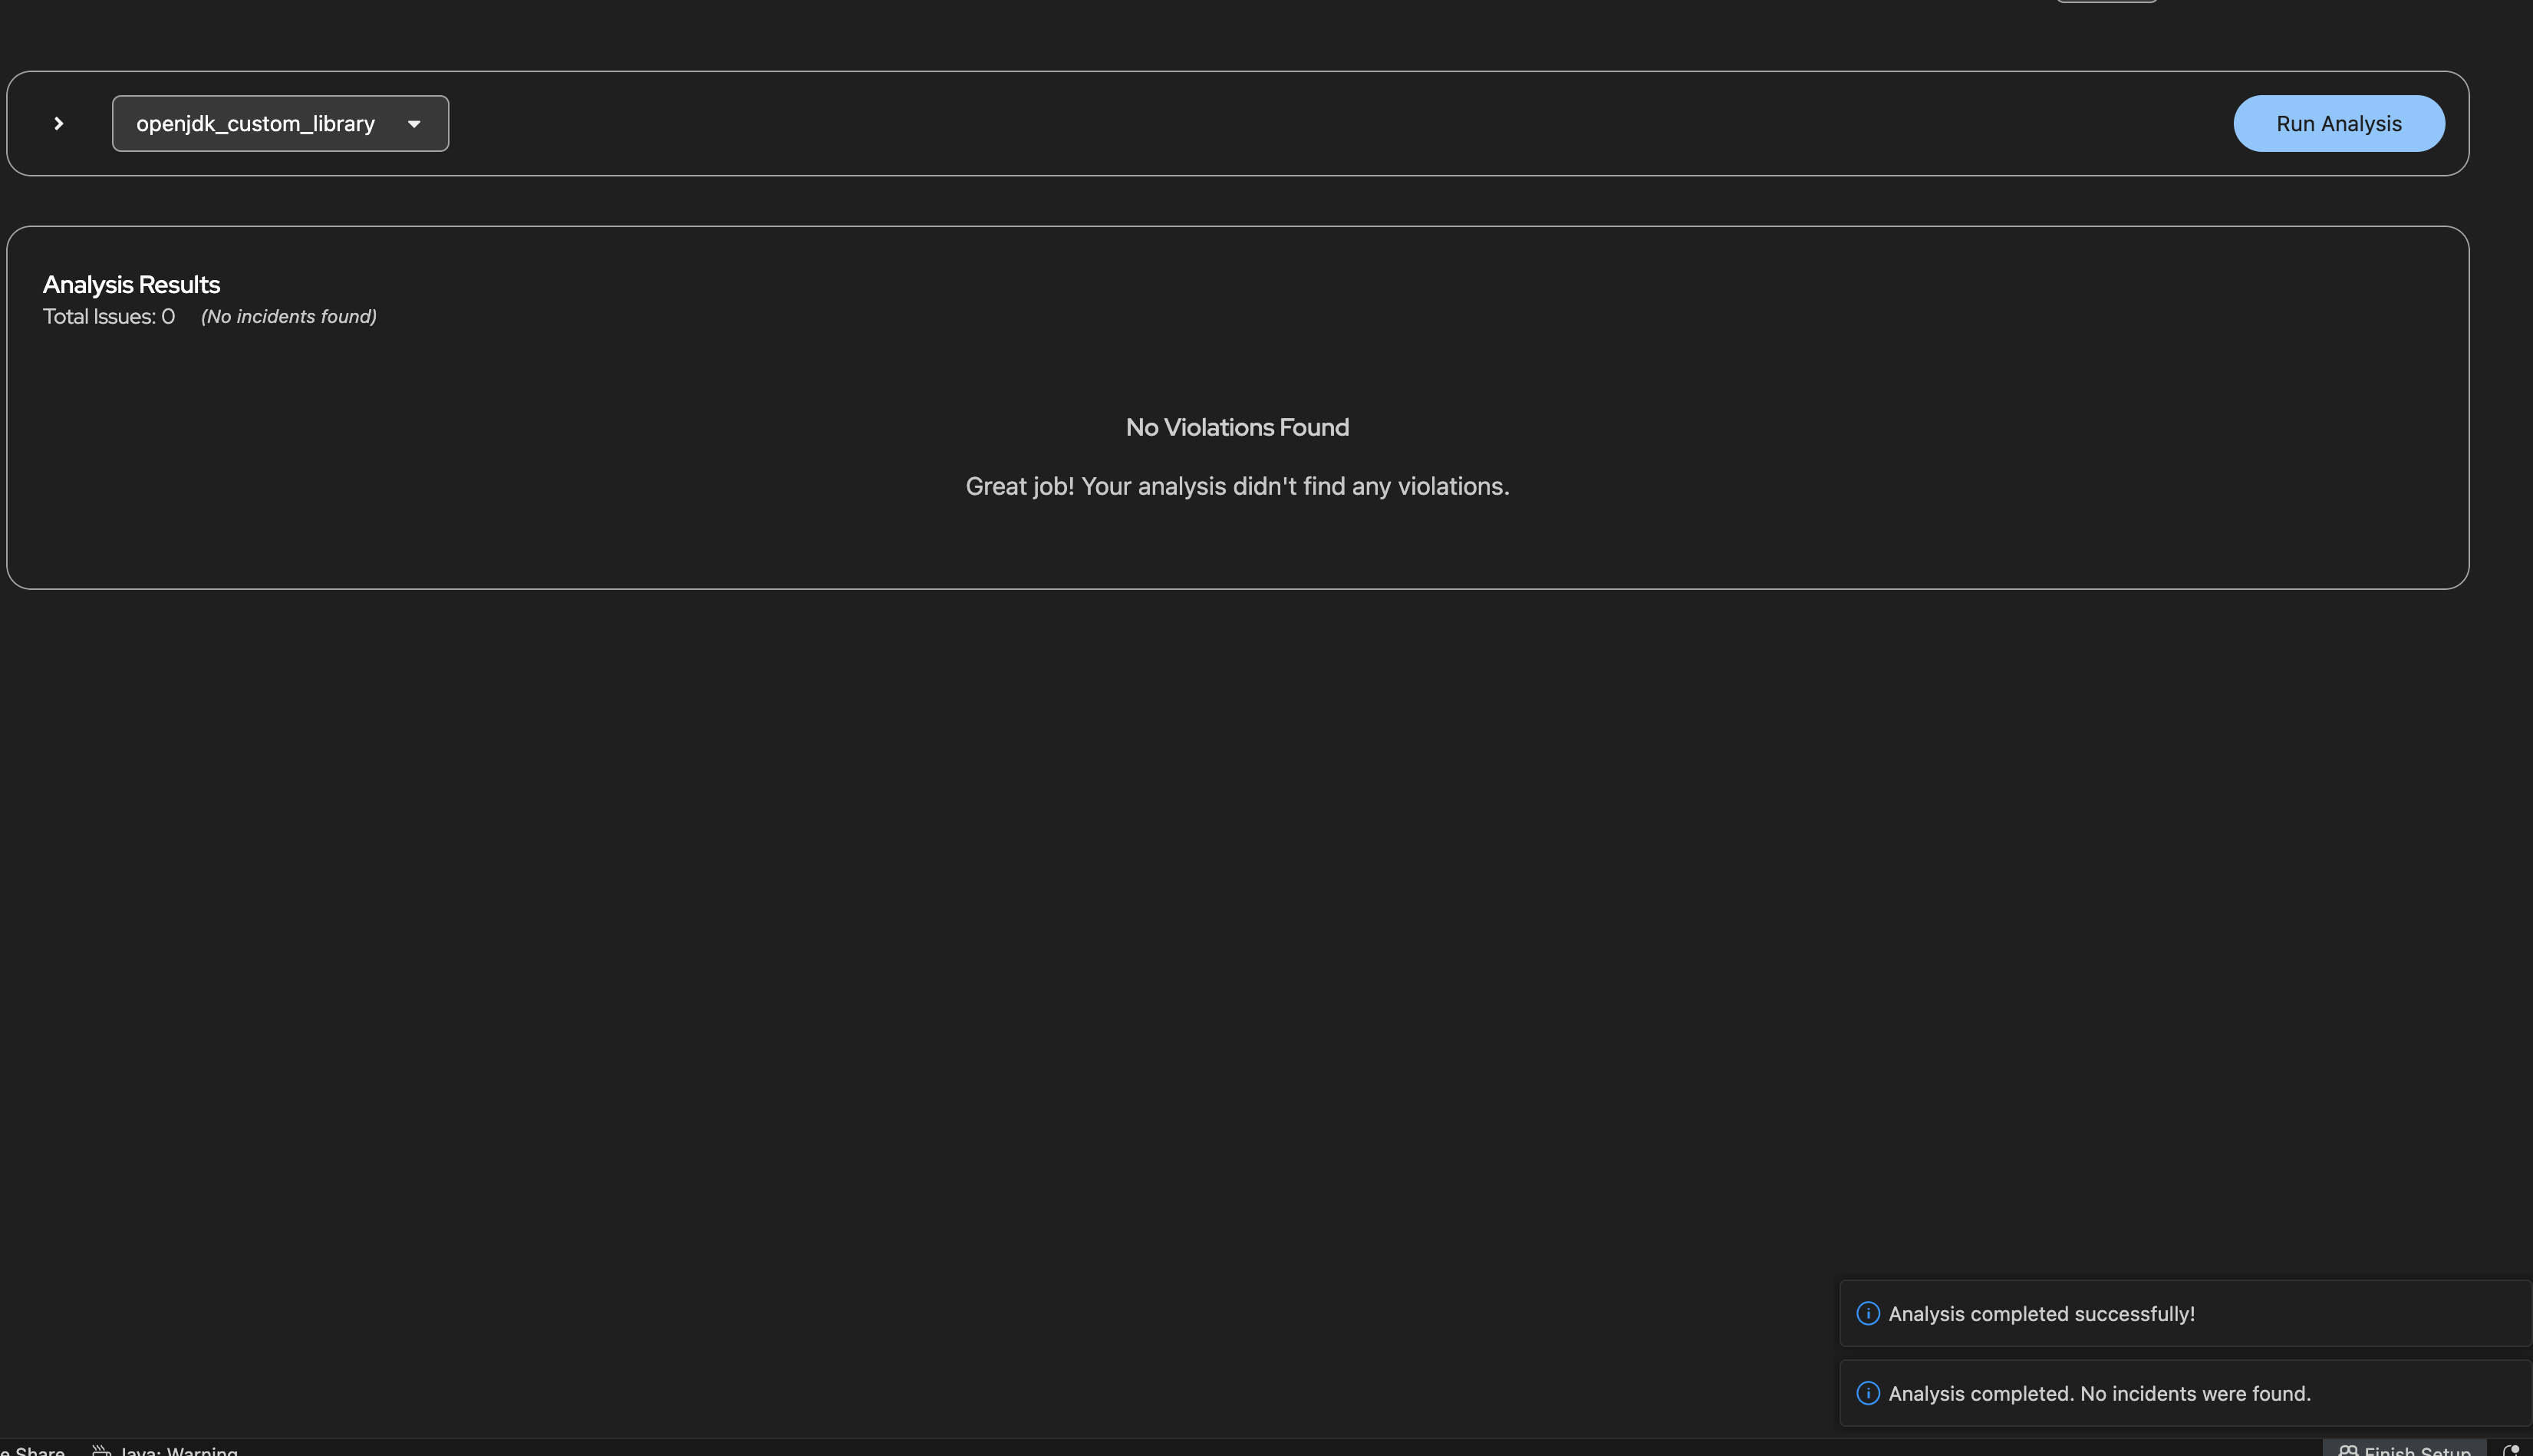 openjdk_custom_library
Run Analysis
Analysis Results
Total Issues: 0 (No incidents found)
No Violations Found
Great job! Your analysis didn't find any violations.
Analysis completed successfully!
Analysis completed. No incidents were found.
e Share Java: Warning Finish Setup